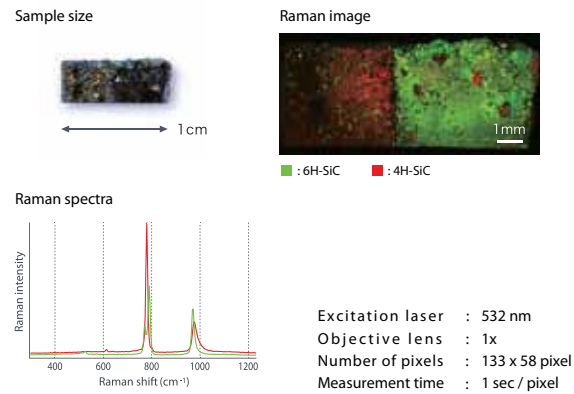 Sample size
1cm
Raman image
1mm
: 6H-SiC
: 4H-SiC
Raman spectra
Raman intensity
400
600
800
1000
1200
Raman shift (cm-1)
Excitation laser : 532 nm
Objective lens : 1x
Number of pixels : 133 x 58 pixel
Measurement time : 1 sec / pixel